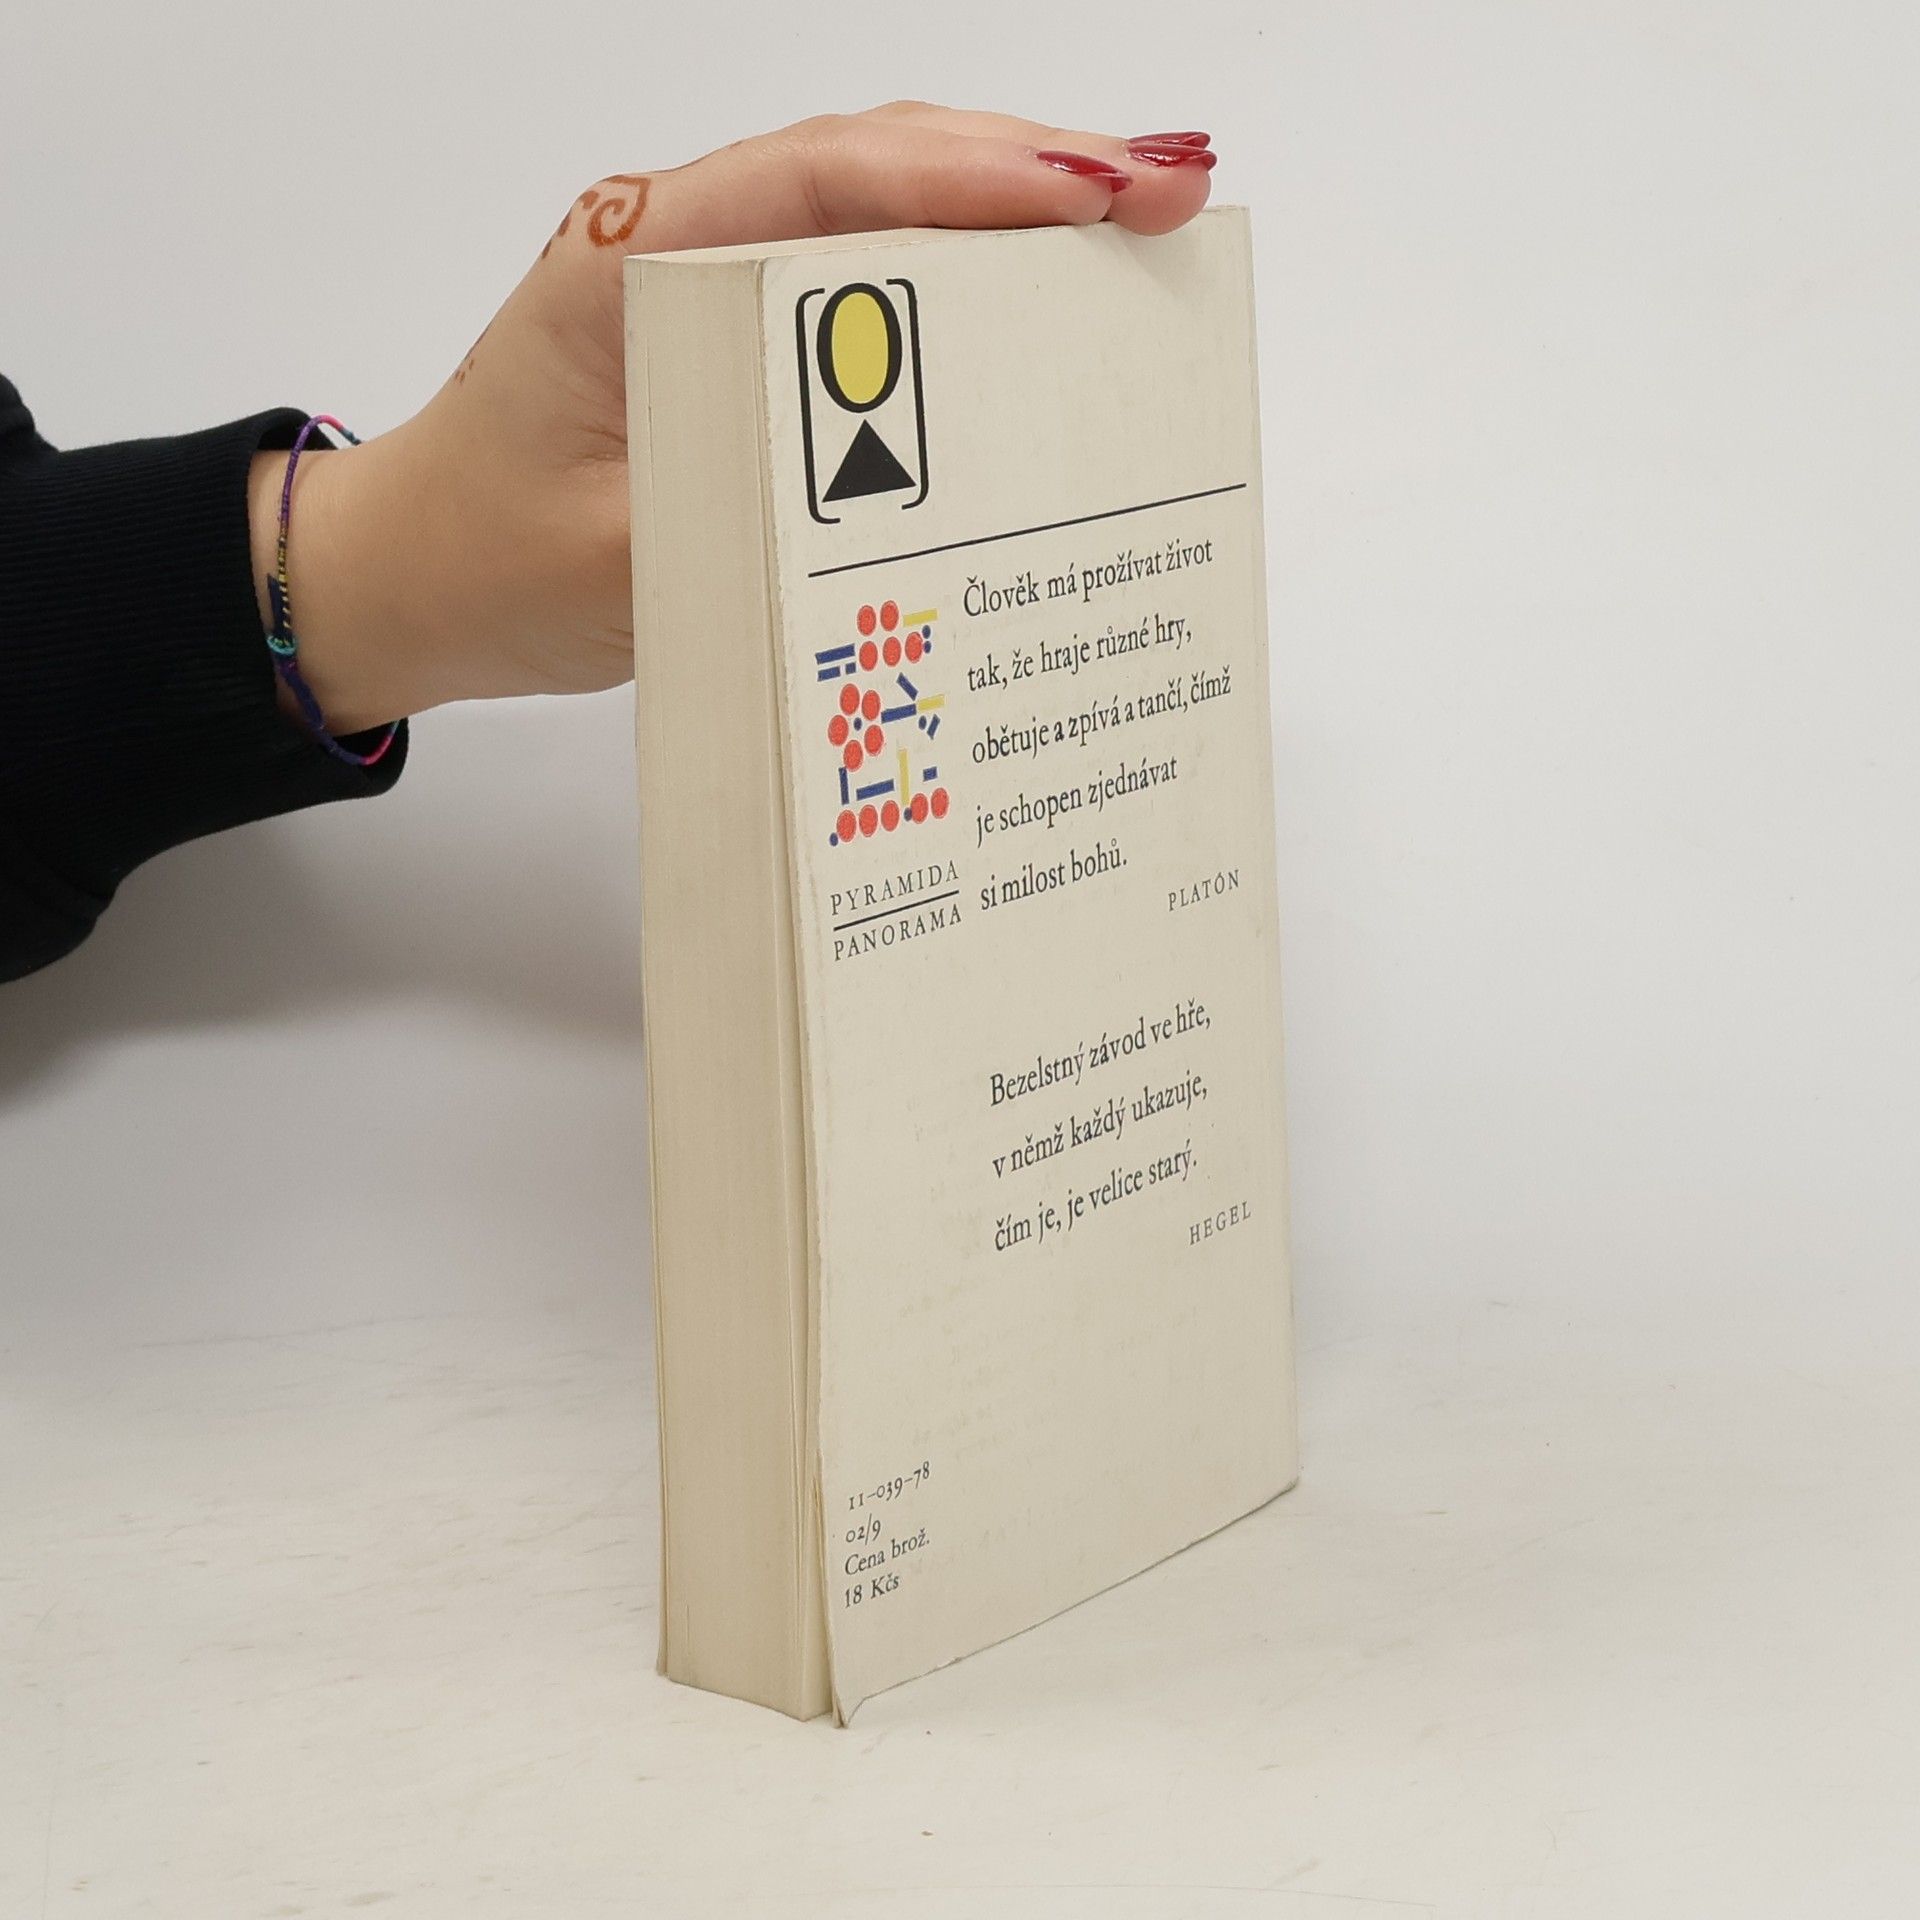 Člověk má prožívat život
tak, že hraje různé hry,
obětuje a zpívá a tančí, čímž
je schopen zjednávat
si milost bohů.
PLATÓN
PYRAMIDA
PANORAMA
Bezelstný závod ve hře,
v němž každý ukazuje,
čím je, je velice starý.
HEGEL
11–039–78
02/9
Cena brož.
18 Kčs